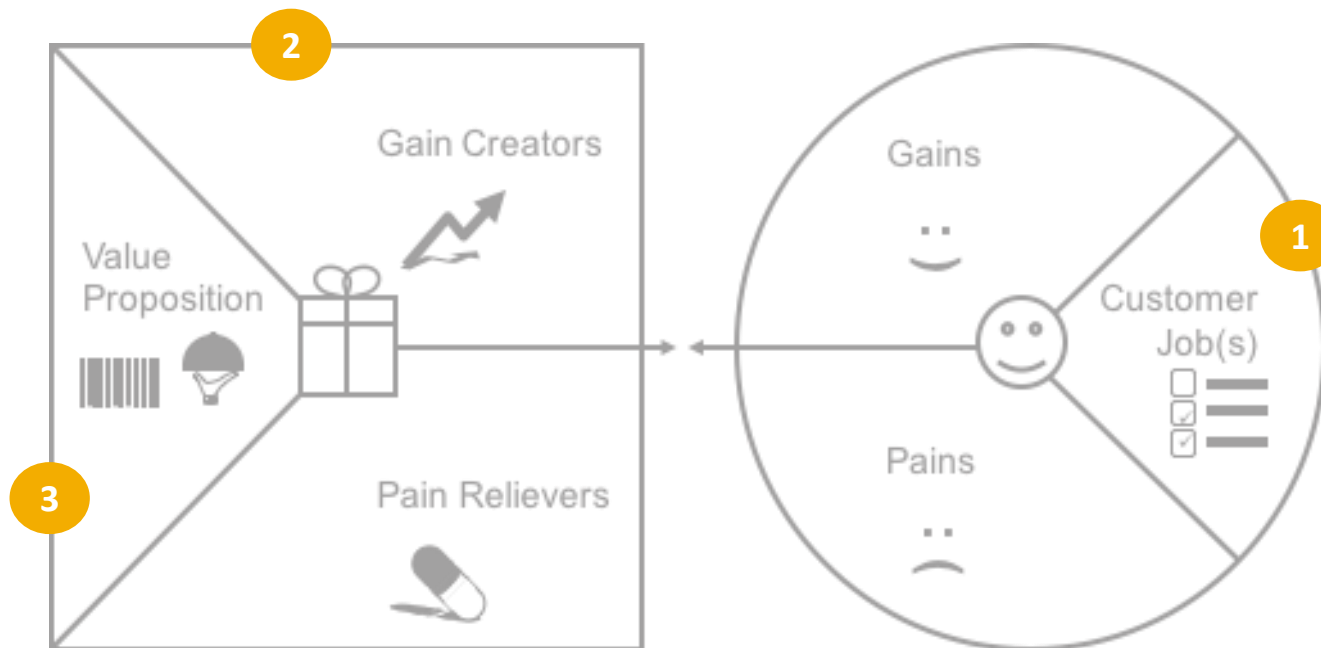 2
Gain Creators
Gains
1
Value
Proposition
Customer
Job(s)
3
Pain Relievers
Pains